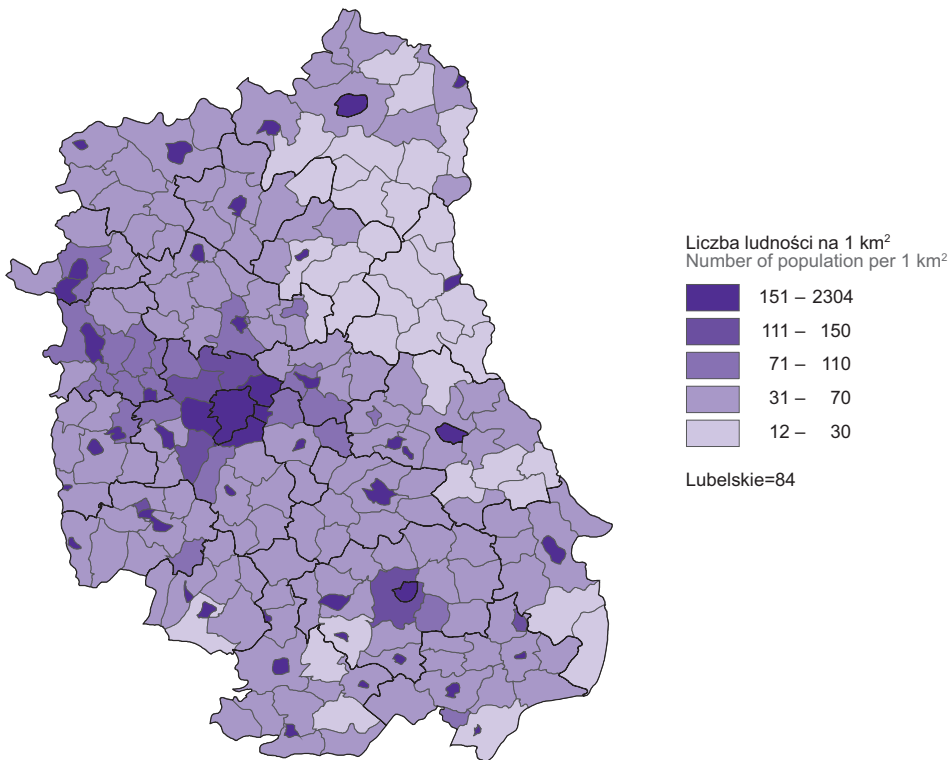 Liczba ludności na 1 km²
Number of population per 1 km²
151 – 2304
111 – 150
71 – 110
31 – 70
12 – 30
Lubelskie=84